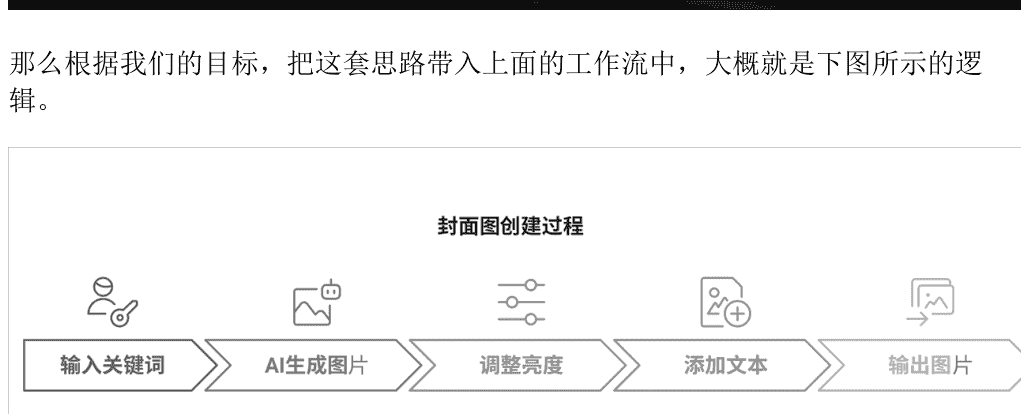 那么根据我们的目标，把这套思路带入上面的工作流中，大概就是下图所示的逻
辑。
封面图创建过程
输入关键词
AI生成图片
调整亮度
添加文本
输出图片